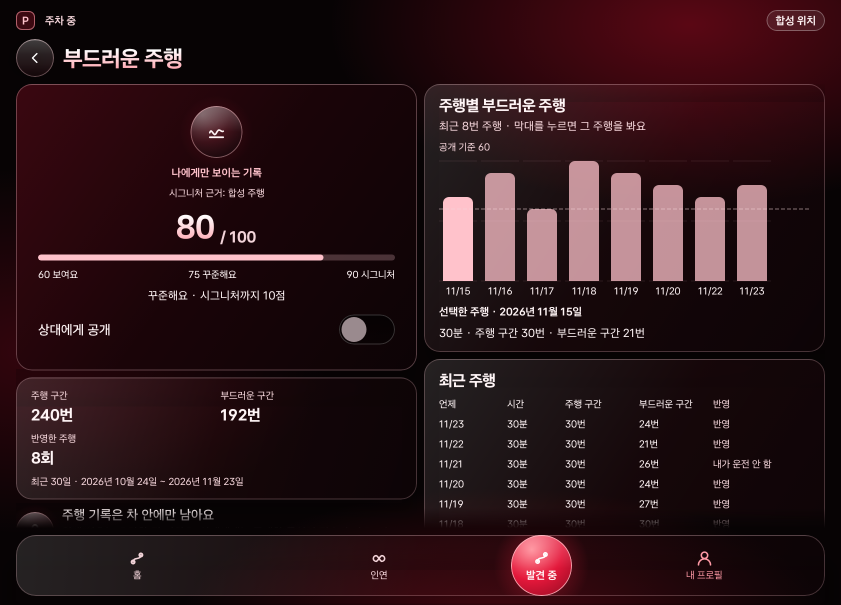 P 주차 중
합성 위치
부드러운 주행
나에게만 보이는 기록
시그니처 근거: 합성 주행
80 / 100
60 보여요 75 꾸준해요 90 시그니처
꾸준해요 · 시그니처까지 10점
상대에게 공개
주행 구간 부드러운 구간
240번 192번
반영한 주행
8회
최근 30일 · 2026년 10월 24일 ~ 2026년 11월 23일
주행 기록은 차 안에만 남아요
주행별 부드러운 주행
최근 8번 주행 · 막대를 누르면 그 주행을 봐요
공개 기준 60
11/15 11/16 11/17 11/18 11/19 11/20 11/22 11/23
선택한 주행 · 2026년 11월 15일
30분 · 주행 구간 30번 · 부드러운 구간 21번
최근 주행
언제 시간 주행 구간 부드러운 구간 반영
11/23 30분 30번 24번 반영
11/22 30분 30번 21번 반영
11/21 30분 30번 26번 내가 운전 안 함
11/20 30분 30번 24번 반영
11/19 30분 30번 27번 반영
11/18 30분 30번 30번 반영
홈 인연 발견 중 내 프로필